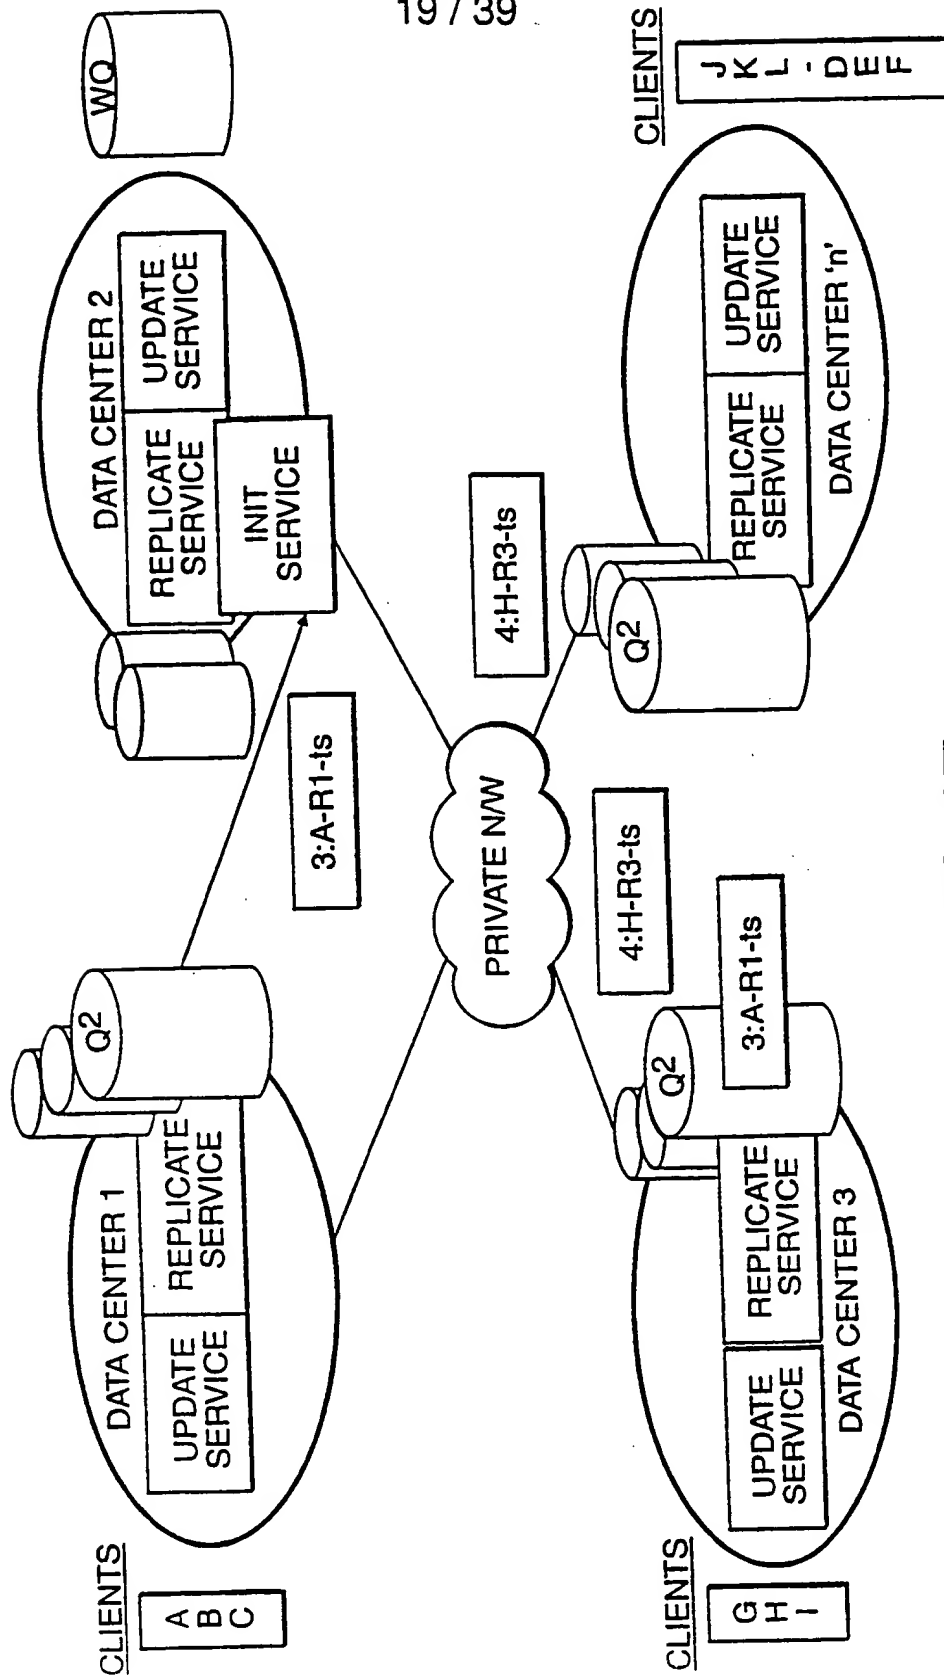 19 / 39
CLIENTS
A
B
C
DATA CENTER 1
UPDATE
SERVICE
REPLICATE
SERVICE
Q2
3:A-R1-ts
DATA CENTER 2
REPLICATE
SERVICE
UPDATE
SERVICE
INIT
SERVICE
WQ
PRIVATE N/W
4:H-R3-ts
4:H-R3-ts
CLIENTS
G
H
I
UPDATE
SERVICE
REPLICATE
SERVICE
DATA CENTER 3
Q2
3:A-R1-ts
Q2
REPLICATE
SERVICE
UPDATE
SERVICE
DATA CENTER 'n'
CLIENTS
J
K
L
-
D
E
F